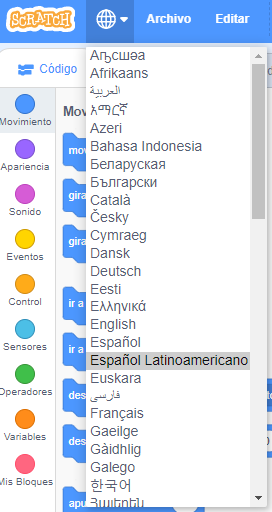 SCRATCH
Archivo
Editar
Código
Movimiento
Apariencia
Sonido
Eventos
Control
Sensores
Operadores
Variables
Mis Bloques
Mov
mov
gira
gira
ir a
ir a
des
des
apu
Аҧсшәа
Afrikaans
العربية
አማርኛ
Azeri
Bahasa Indonesia
Беларуская
Български
Català
Česky
Cymraeg
Dansk
Deutsch
Eesti
Ελληνικά
English
Español
Español Latinoamericano
Euskara
فارسی
Français
Gaeilge
Gàidhlig
Galego
한국어
Հայերեն